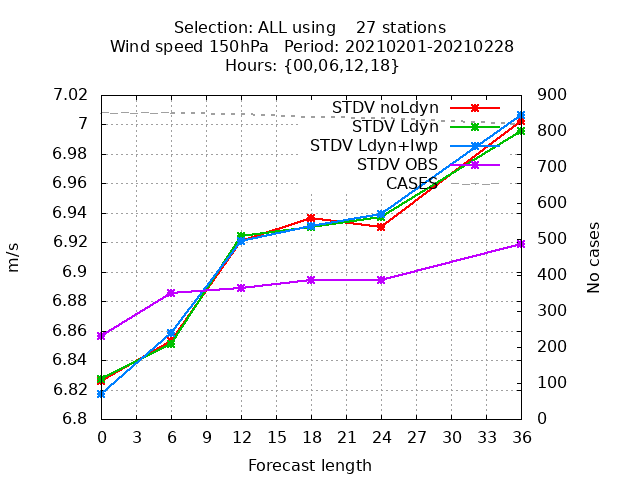 Selection: ALL using    27 stations
Wind speed 150hPa   Period: 20210201-20210228
Hours: {00,06,12,18}
7.02
7
6.98
6.96
6.94
6.92
6.9
6.88
6.86
6.84
6.82
6.8
m/s
STDV noLdyn
STDV Ldyn
STDV Ldyn+lwp
STDV OBS
CASES
900
800
700
600
500
400
300
200
100
0
No cases
0 3 6 9 12 15 18 21 24 27 30 33 36
Forecast length